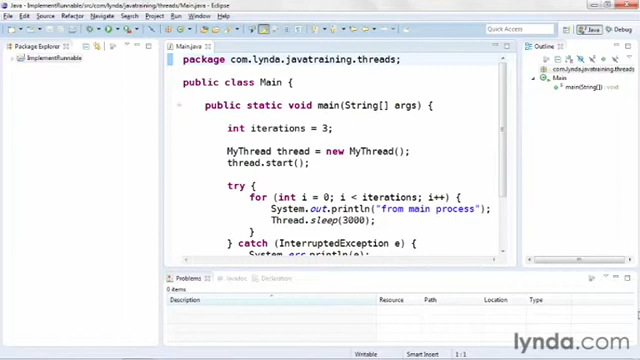 Java - ImplementRunnable/src/com/lynda/javatraining/threads/Main.java - Eclipse
File Edit Source Refactor Navigate Search Project Run Window Help
Quick Access
Java
Debug
Package Explorer
ImplementRunnable
Main.java
package com.lynda.javatraining.threads;
public class Main {
public static void main(String[] args) {
int iterations = 3;
MyThread thread = new MyThread();
thread.start();
try {
for (int i = 0; i < iterations; i++) {
System.out.println("from main process");
Thread.sleep(3000);
}
} catch (InterruptedException e) {
System.err.println(e);
Outline
com.lynda.javatraining.threads
Main
main(String[]) : void
Problems
Javadoc
Declaration
0 items
Description
Resource
Path
Location
Type
Writable
Smart Insert
1 : 1
lynda.com